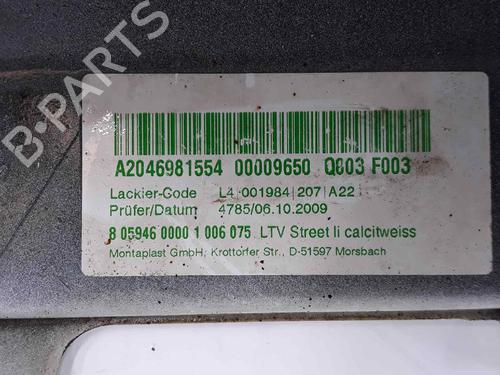 B-PARTS
A2046981554 00009650 Q003 F003
Lackier-Code L4 001984|207|A22
Prüfer/Datum 4785/06.10.2009
8 05946 0000 1 006 075 LTV Street li calcitweiss
Montaplast GmbH, Krottorfer Str., D-51597 Morsbach